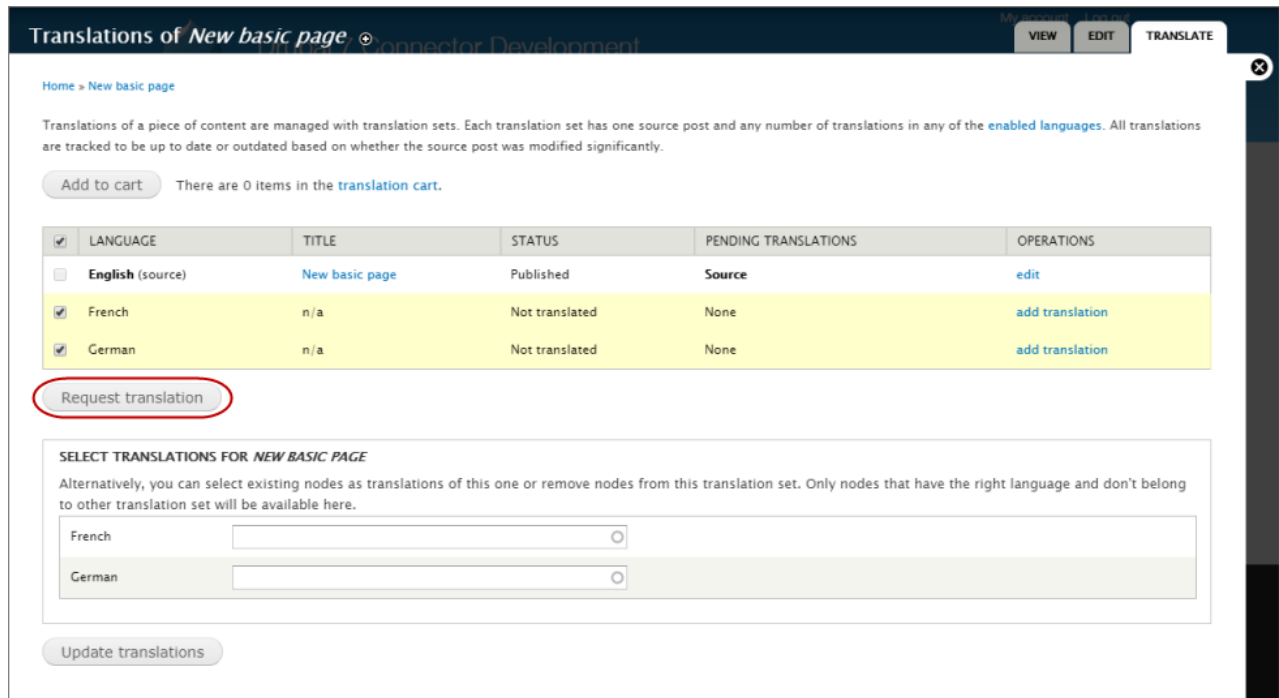 My account Log out
Translations of New basic page
Drupal 7 Connector Development
VIEW EDIT TRANSLATE
Home » New basic page
Translations of a piece of content are managed with translation sets. Each translation set has one source post and any number of translations in any of the enabled languages. All translations
are tracked to be up to date or outdated based on whether the source post was modified significantly.
Add to cart There are 0 items in the translation cart.
LANGUAGE TITLE STATUS PENDING TRANSLATIONS OPERATIONS
English (source) New basic page Published Source edit
French n/a Not translated None add translation
German n/a Not translated None add translation
Request translation
SELECT TRANSLATIONS FOR NEW BASIC PAGE
Alternatively, you can select existing nodes as translations of this one or remove nodes from this translation set. Only nodes that have the right language and don't belong
to other translation set will be available here.
French
German
Update translations